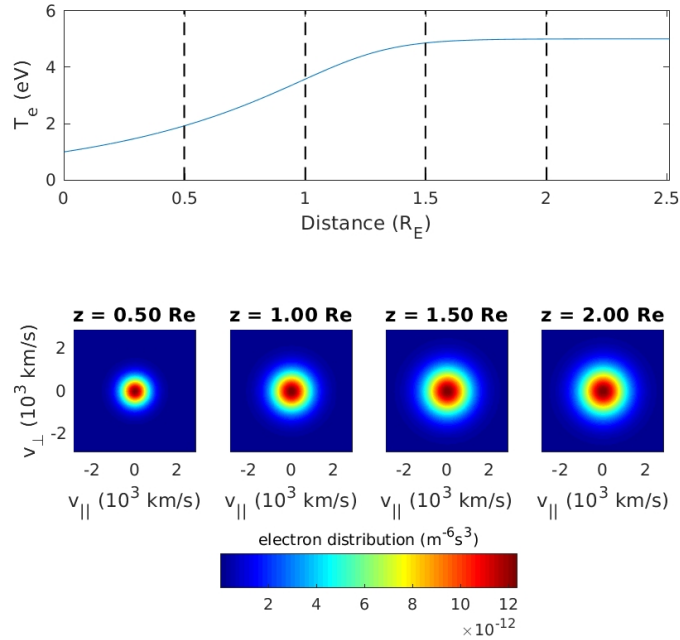 6
4
2
0
T_e (eV)
0 0.5 1 1.5 2 2.5
Distance (R_E)
z = 0.50 Re z = 1.00 Re z = 1.50 Re z = 2.00 Re
2
0
-2
v_⊥ (10^3 km/s)
-2 0 2 -2 0 2 -2 0 2 -2 0 2
v_|| (10^3 km/s) v_|| (10^3 km/s) v_|| (10^3 km/s) v_|| (10^3 km/s)
electron distribution (m^-6s^3)
2 4 6 8 10 12
×10^-12